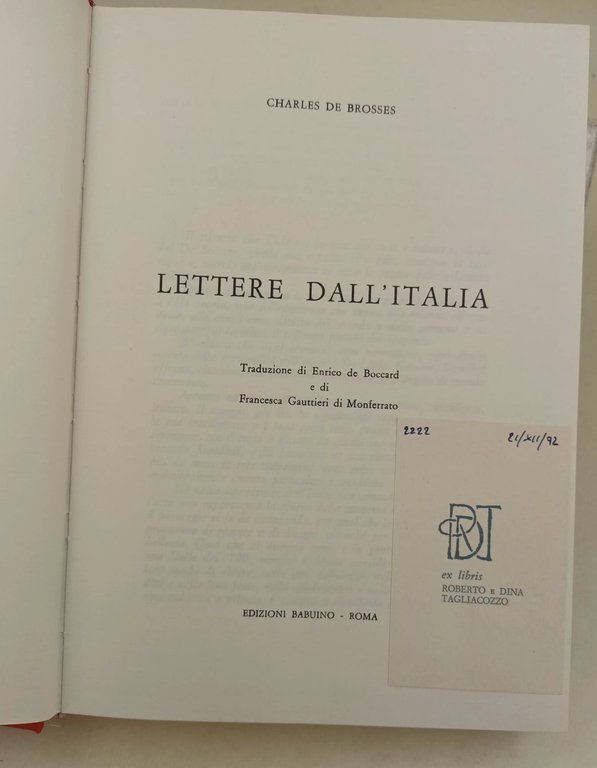 CHARLES DE BROSSES
LETTERE DALL'ITALIA
Traduzione di Enrico de Boccard
e di
Francesca Gauttieri di Monferrato
2222 21/XII/92
ex libris
ROBERTO E DINA
TAGLIACOZZO
EDIZIONI BABUINO - ROMA